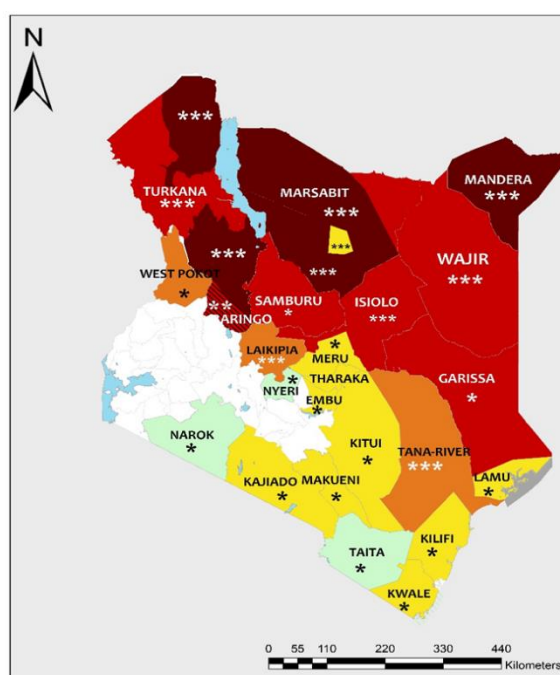 N
***
TURKANA
***
MARSABIT
***
***
***
MANDERA
***
WAJIR
***
***
WEST POKOT
*
**
BARINGO
SAMBURU
*
ISIOLO
***
LAIKIPIA
***
MERU
*
THARAKA
NYERI
*
EMBU
*
GARISSA
*
NAROK
*
KITUI
*
TANA-RIVER
***
KAJIADO
*
MAKUENI
*
LAMU
*
TAITA
*
KILIFI
*
KWALE
*
0 55 110 220 330 440
Kilometers